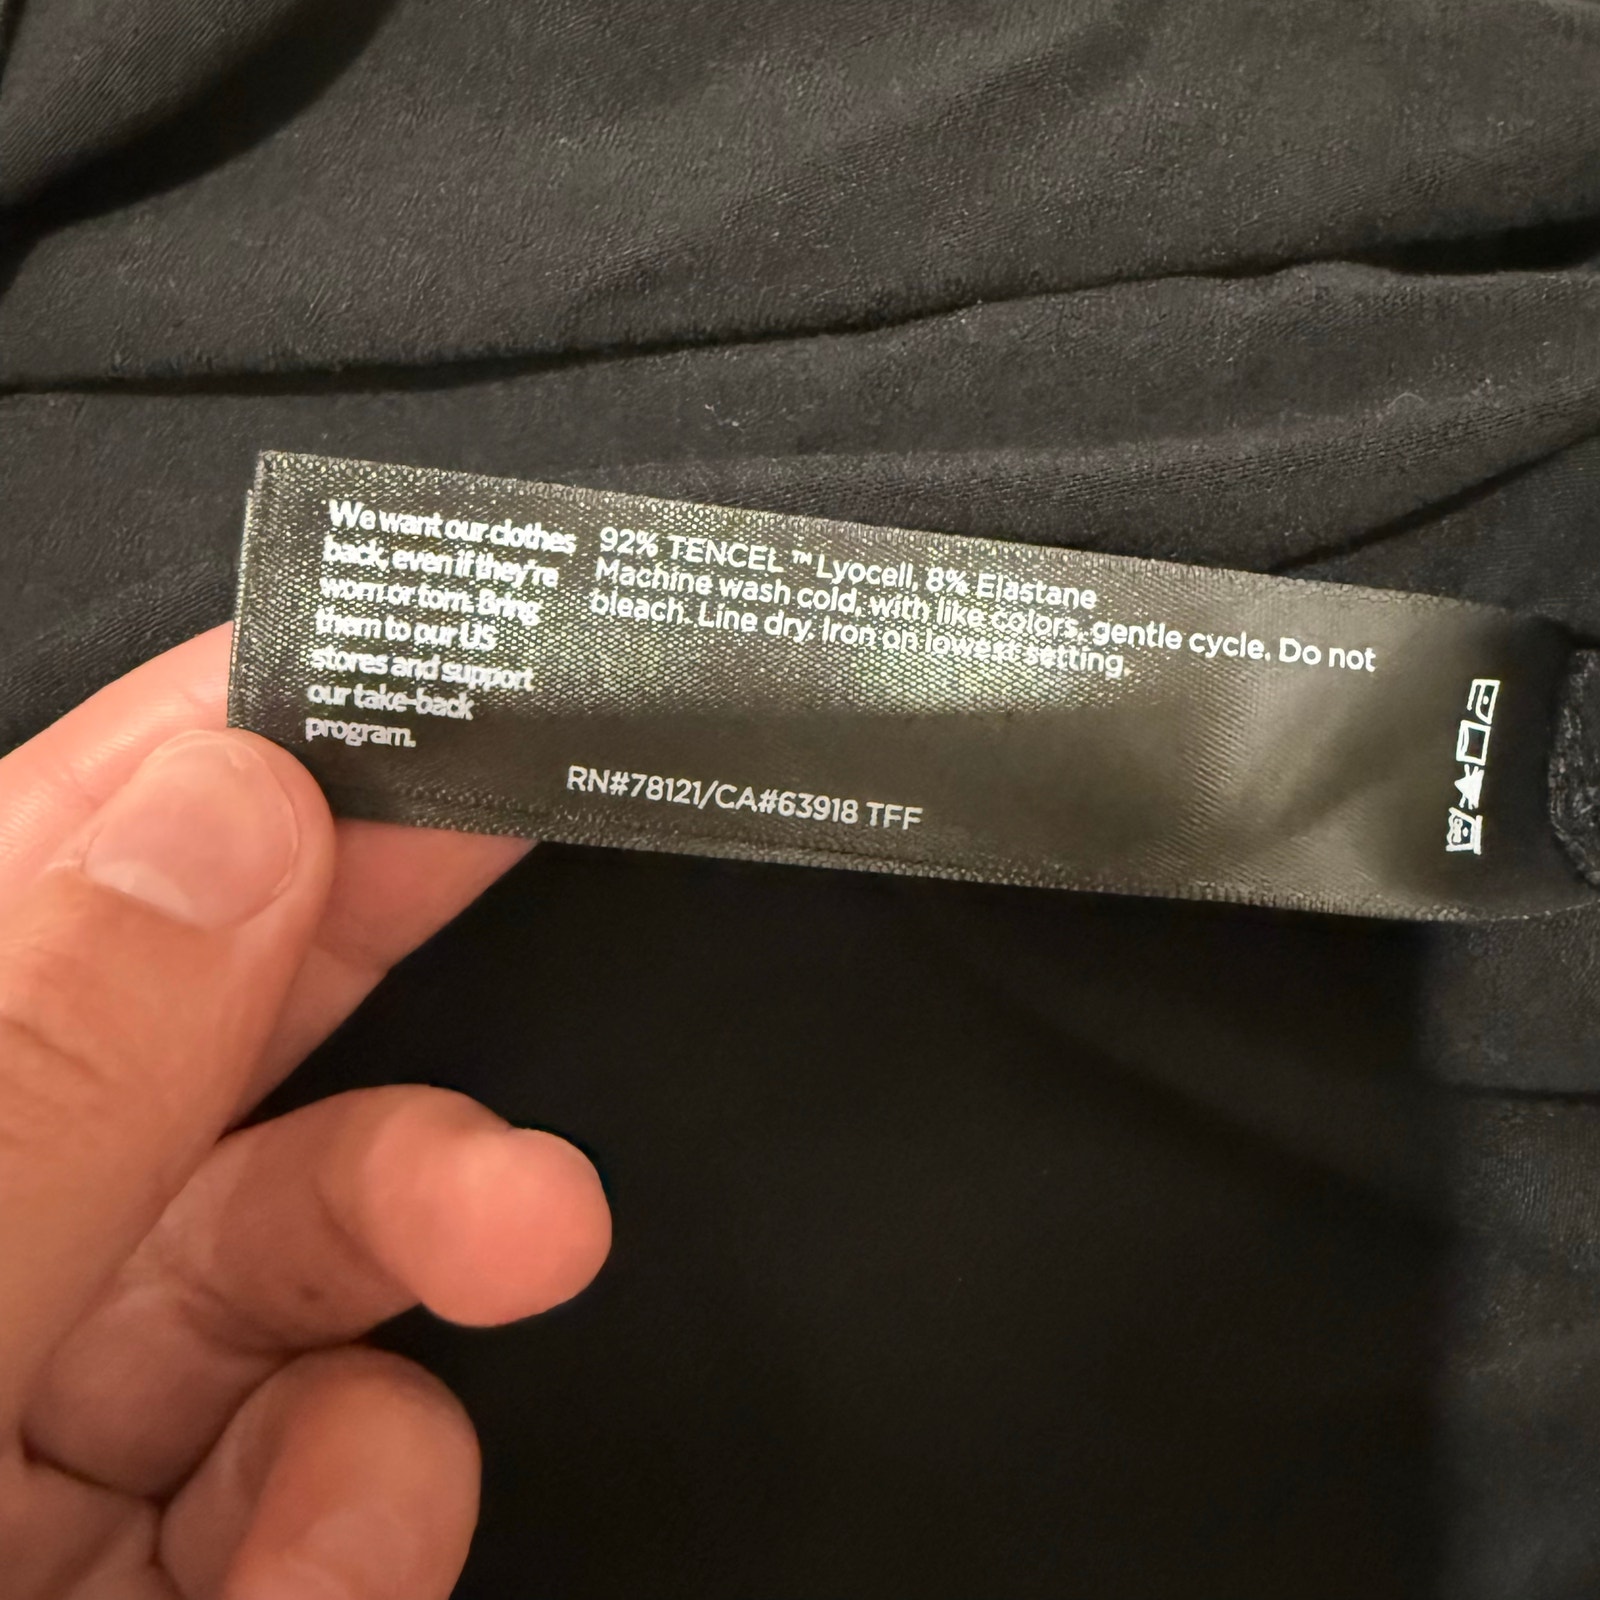 We want our clothes
back, even if they're
worn or torn. Bring
them to our US
stores and support
our take-back
program.
92% TENCEL ™ Lyocell, 8% Elastane
Machine wash cold, with like colors, gentle cycle. Do not
bleach. Line dry. Iron on lowest setting.
RN#78121/CA#63918 TFF